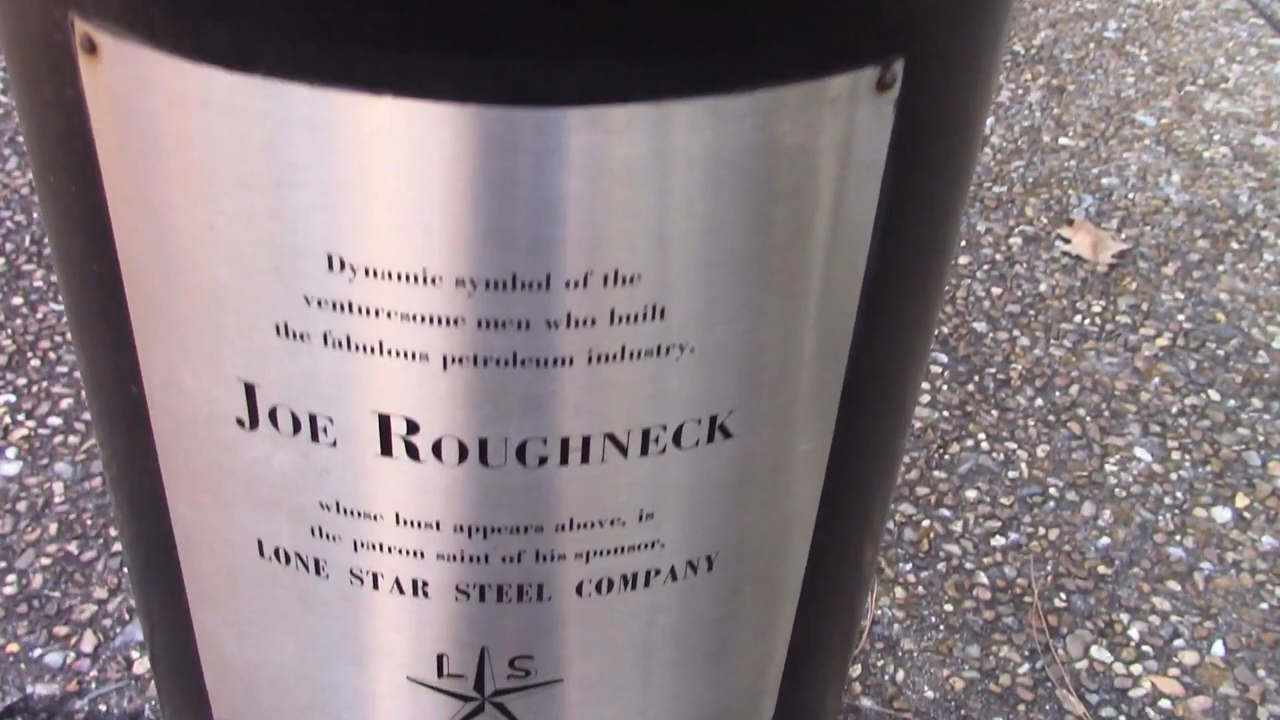 Dynamic symbol of the
venturesome men who built
the fabulous petroleum industry.
JOE ROUGHNECK
whose bust appears above, is
the patron saint of his sponsor,
LONE STAR STEEL COMPANY
L S